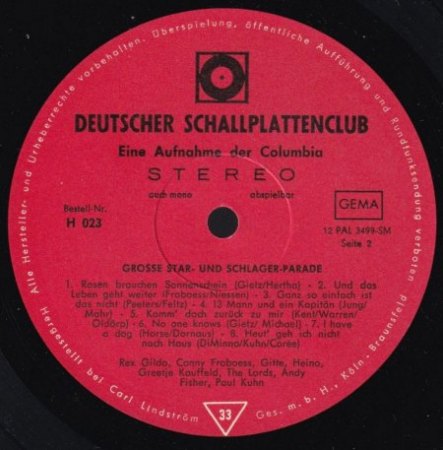 Alle Hersteller- und Urheberrechte vorbehalten. Überspielung, öffentliche Aufführung und Rundfunksendung verboten
DEUTSCHER SCHALLPLATTENCLUB
Eine Aufnahme der Columbia
STEREO
auch mono abspielbar
Bestell-Nr.
H 023
GEMA
12 PAL 3499-SM
Seite 2
GROSSE STAR- UND SCHLAGER-PARADE
1. Rosen brauchen Sonnenschein (Gietz/Hertha) - 2. Und das
Leben geht weiter (Froboess/Niessen) - 3. Ganz so einfach ist
das nicht (Peeters/Feltz) - 4. 13 Mann und ein Kapitän (Jung/
Mohr) - 5. Komm' doch zurück zu mir (Kent/Warren/
Oldörp) - 6. No one knows (Gietz/ Michael) - 7. I have
a dog (Horse/Dornaus) - 8. Heut' geh ich nicht
nach Haus (DiMinno/Kuhn/Carée)
Rex Gildo, Conny Froboess, Gitte, Heino,
Greetje Kauffeld, The Lords, Andy
Fisher, Paul Kuhn
33
Hergestellt bei Carl Lindström Ges. m. b. H., Köln-Braunsfeld